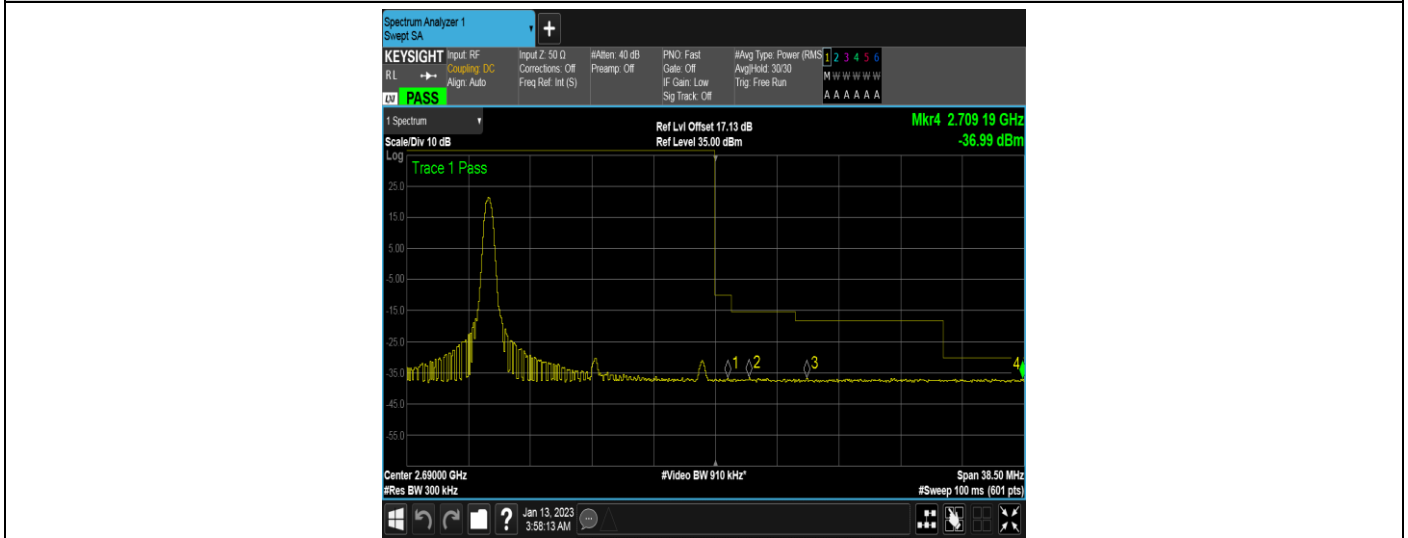 Spectrum Analyzer 1
Swept SA
+
KEYSIGHT Input: RF Input Z: 50 Ω #Atten: 40 dB PNO: Fast #Avg Type: Power (RMS 1 2 3 4 5 6
RL Coupling: DC Corrections: Off Preamp: Off Gate: Off Avg|Hold: 30/30 M W W W W W
Align: Auto Freq Ref: Int (S) IF Gain: Low Trig: Free Run
Sig Track: Off A A A A A A
LXI PASS
1 Spectrum Ref Lvl Offset 17.13 dB Mkr4 2.709 19 GHz
Scale/Div 10 dB Ref Level 35.00 dBm -36.99 dBm
Log
Trace 1 Pass
25.0
15.0
5.00
-5.00
-15.0
-25.0
1 2 3 4
-35.0
-45.0
-55.0
Center 2.69000 GHz #Video BW 910 kHz* Span 38.50 MHz
#Res BW 300 kHz #Sweep 100 ms (601 pts)
? Jan 13, 2023
3:58:13 AM